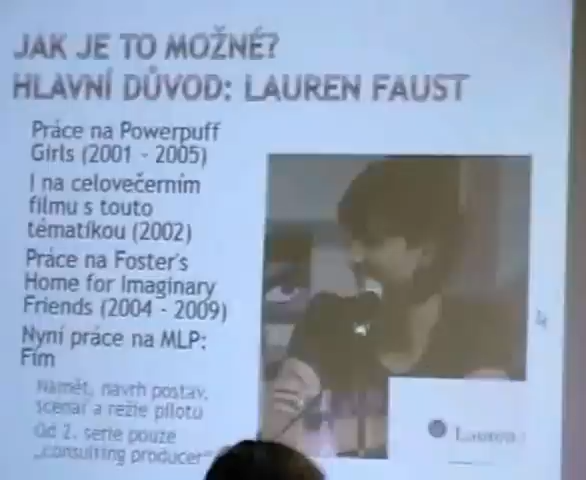 JAK JE TO MOŽNÉ?
HLAVNÍ DŮVOD: LAUREN FAUST
Práce na Powerpuff
Girls (2001 - 2005)
I na celovečerním
filmu s touto
tématikou (2002)
Práce na Foster's
Home for Imaginary
Friends (2004 - 2009)
Nyní práce na MLP:
Fim
Námět, návrh postav,
scénář a režie pilotu
Od 2. serie pouze
„consulting producer"
Lauren